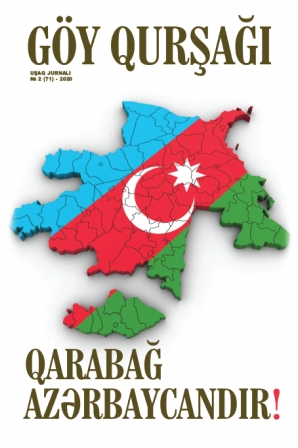 GÖY QURŞAĞI
UŞAQ JURNALI
№ 2 (71) - 2020
QARABAĞ
AZƏRBAYCANDIR!